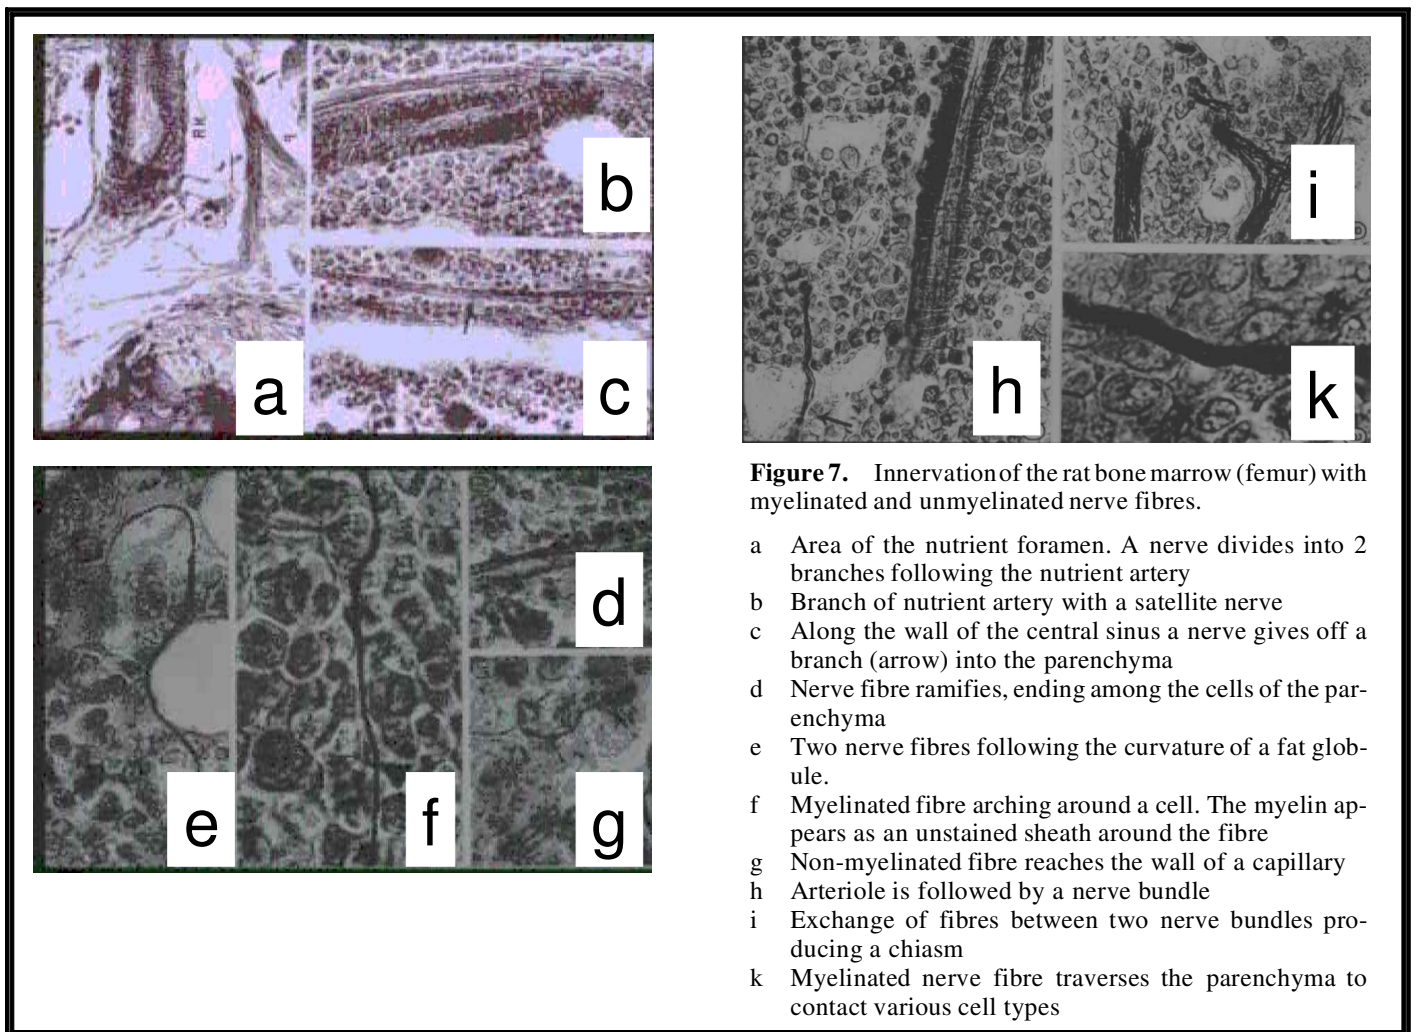 a
b
c
d
e
f
g
h
i
k
Figure 7. Innervation of the rat bone marrow (femur) with
myelinated and unmyelinated nerve fibres.
a Area of the nutrient foramen. A nerve divides into 2
branches following the nutrient artery
b Branch of nutrient artery with a satellite nerve
c Along the wall of the central sinus a nerve gives off a
branch (arrow) into the parenchyma
d Nerve fibre ramifies, ending among the cells of the par-
enchyma
e Two nerve fibres following the curvature of a fat glob-
ule.
f Myelinated fibre arching around a cell. The myelin ap-
pears as an unstained sheath around the fibre
g Non-myelinated fibre reaches the wall of a capillary
h Arteriole is followed by a nerve bundle
i Exchange of fibres between two nerve bundles pro-
ducing a chiasm
k Myelinated nerve fibre traverses the parenchyma to
contact various cell types